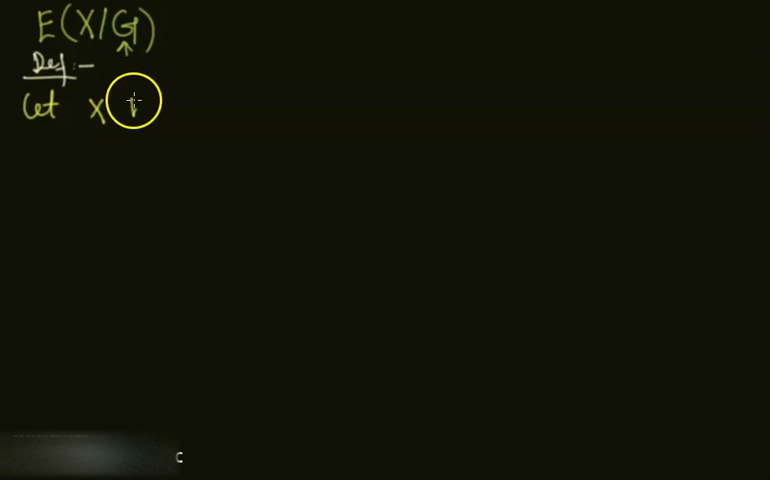 E(X/G)
↑
Def :-
Let X